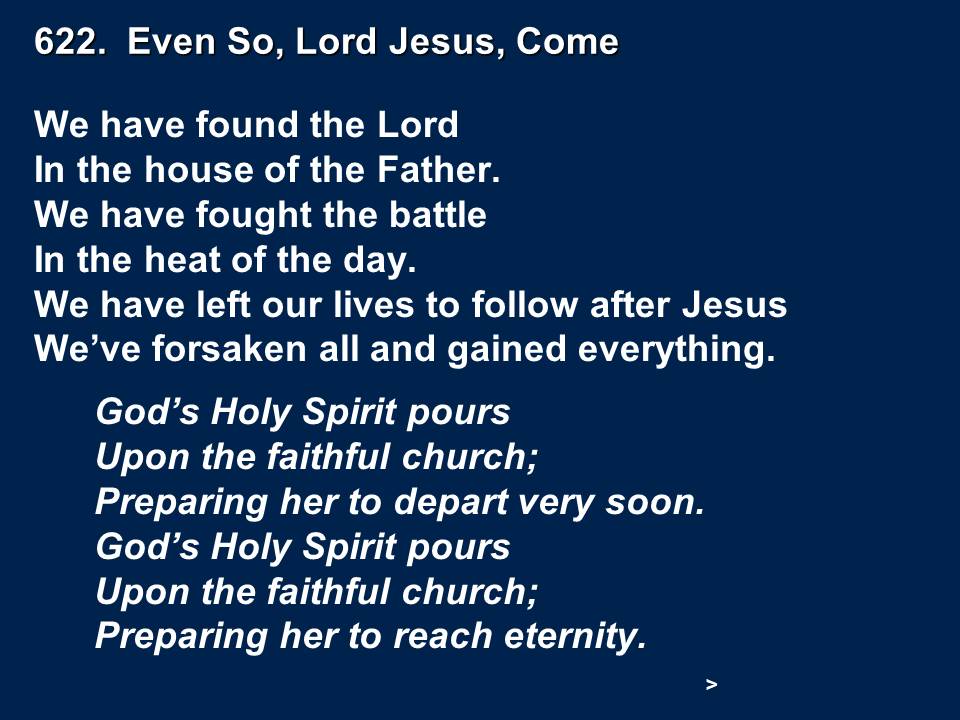 622.  Even So, Lord Jesus, Come
We have found the Lord
In the house of the Father.
We have fought the battle
In the heat of the day.
We have left our lives to follow after Jesus
We’ve forsaken all and gained everything.
God’s Holy Spirit pours
Upon the faithful church;
Preparing her to depart very soon.
God’s Holy Spirit pours
Upon the faithful church;
Preparing her to reach eternity.
>